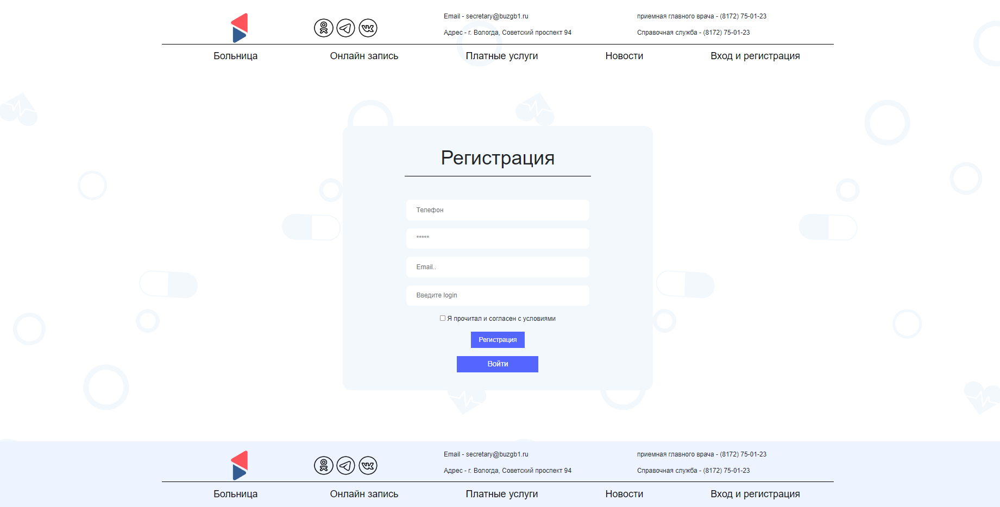 Email - secretary@buzgb1.ru
приемная главного врача - (8172) 75-01-23
Адрес - г. Вологда, Советский проспект 94
Справочная служба - (8172) 75-01-23
Больница
Онлайн запись
Платные услуги
Новости
Вход и регистрация
Регистрация
Телефон
*****
Email..
Введите login
Я прочитал и согласен с условиями
Регистрация
Войти
Email - secretary@buzgb1.ru
приемная главного врача - (8172) 75-01-23
Адрес - г. Вологда, Советский проспект 94
Справочная служба - (8172) 75-01-23
Больница
Онлайн запись
Платные услуги
Новости
Вход и регистрация